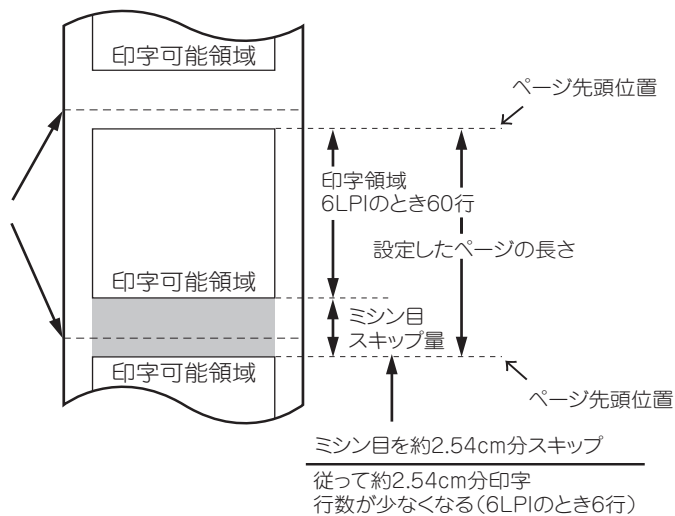 印字可能領域
ページ先頭位置
印字領域
6LPIのとき60行
設定したページの長さ
印字可能領域
ミシン目
スキップ量
印字可能領域
ページ先頭位置
ミシン目を約2.54cm分スキップ
従って約2.54cm分印字
行数が少なくなる（6LPIのとき6行）